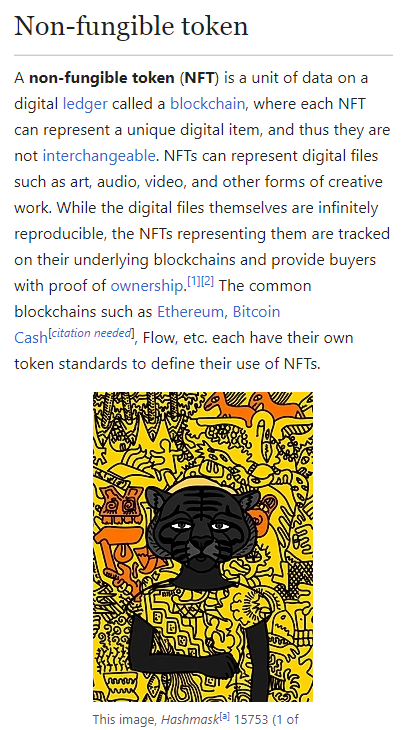 Non-fungible token
A non-fungible token (NFT) is a unit of data on a
digital ledger called a blockchain, where each NFT
can represent a unique digital item, and thus they are
not interchangeable. NFTs can represent digital files
such as art, audio, video, and other forms of creative
work. While the digital files themselves are infinitely
reproducible, the NFTs representing them are tracked
on their underlying blockchains and provide buyers
with proof of ownership.[1][2] The common
blockchains such as Ethereum, Bitcoin
Cash[citation needed], Flow, etc. each have their own
token standards to define their use of NFTs.
This image, Hashmask[a] 15753 (1 of